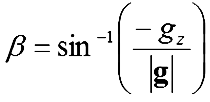 β = sin⁻¹(−g_z / |g|)